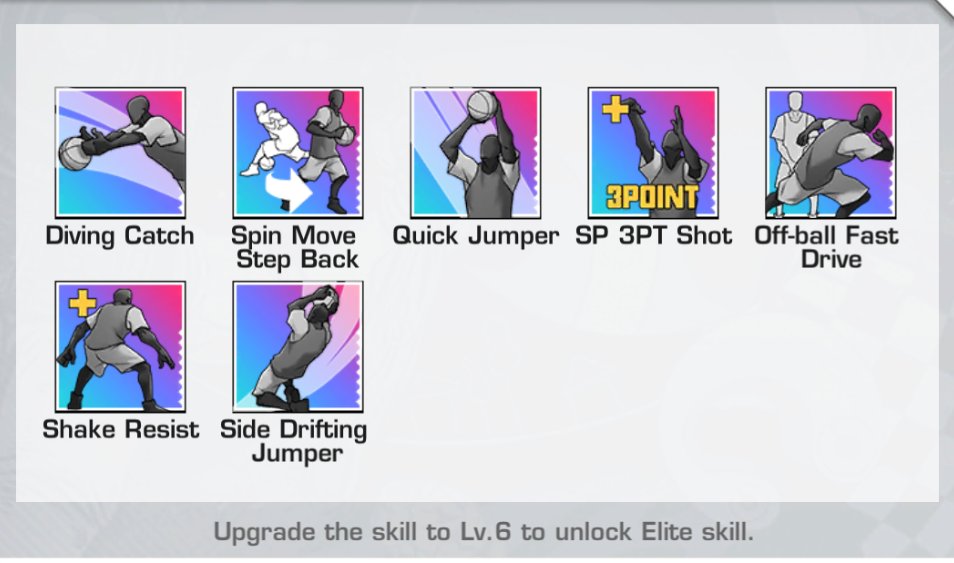 3POINT
Diving Catch
Spin Move
Step Back
Quick Jumper
SP 3PT Shot
Off-ball Fast
Drive
Shake Resist
Side Drifting
Jumper
Upgrade the skill to Lv.6 to unlock Elite skill.